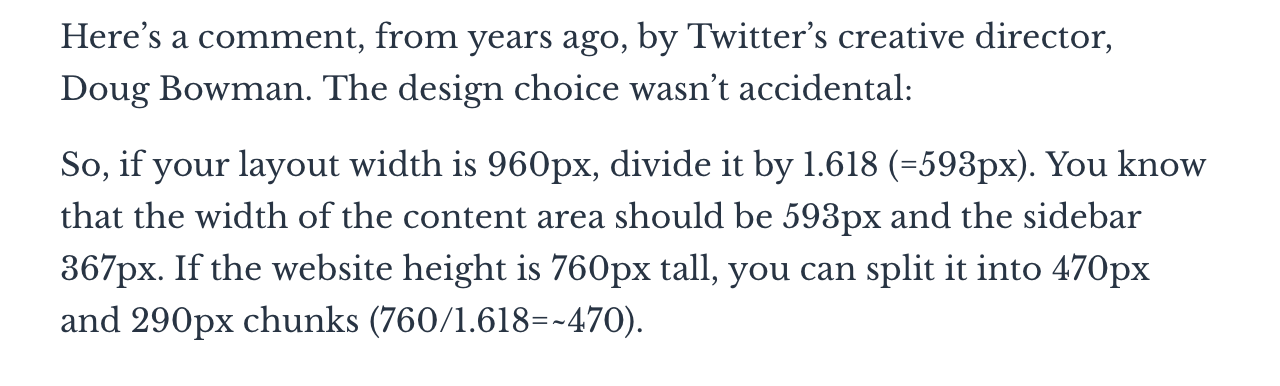 Here’s a comment, from years ago, by Twitter’s creative director,
Doug Bowman. The design choice wasn’t accidental:
So, if your layout width is 960px, divide it by 1.618 (=593px). You know
that the width of the content area should be 593px and the sidebar
367px. If the website height is 760px tall, you can split it into 470px
and 290px chunks (760/1.618=~470).